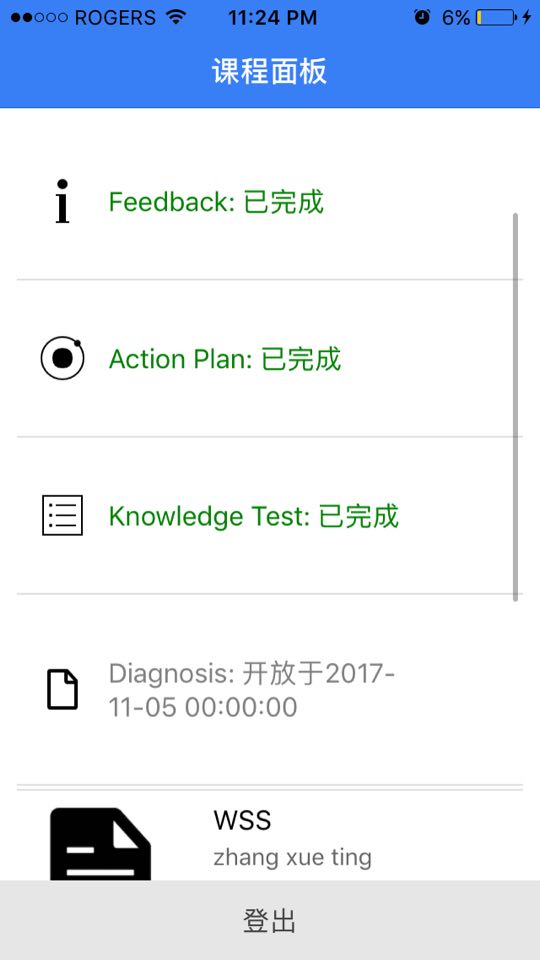 ROGERS 11:24 PM 6%
课程面板
Feedback: 已完成
Action Plan: 已完成
Knowledge Test: 已完成
Diagnosis: 开放于2017-
11-05 00:00:00
WSS
zhang xue ting
登出